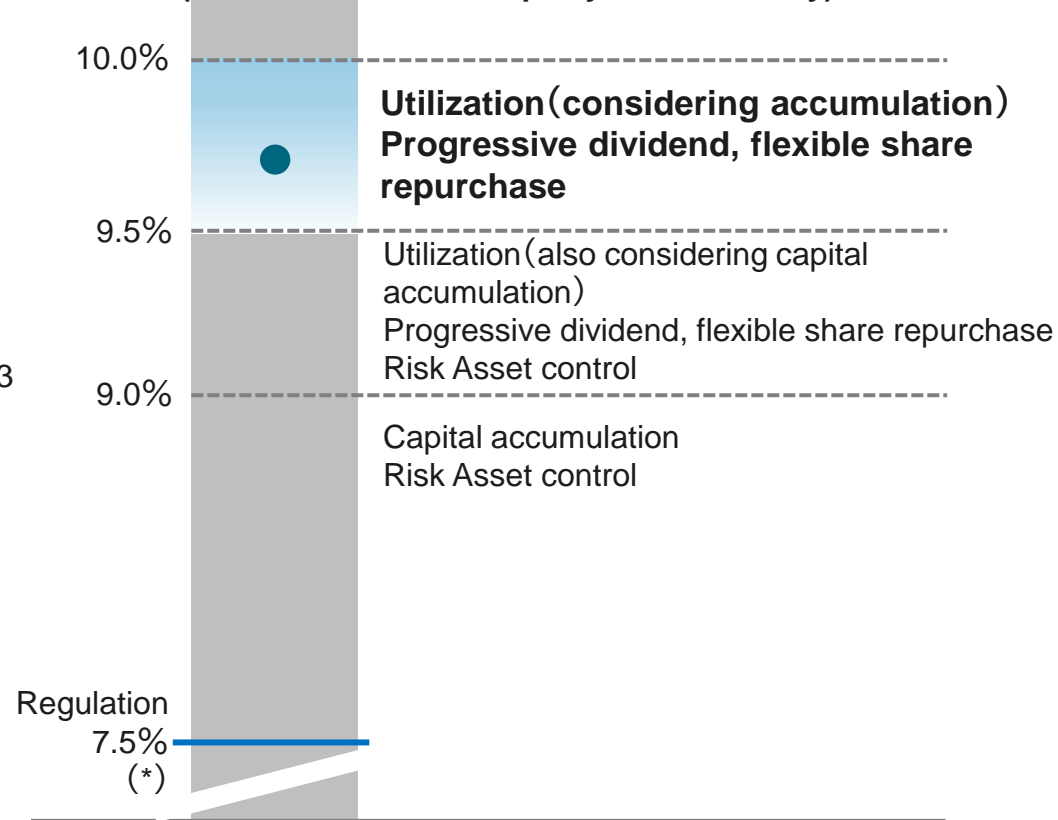 10.0%
Utilization（considering accumulation）
Progressive dividend, flexible share
repurchase
9.5%
Utilization（also considering capital
accumulation）
Progressive dividend, flexible share repurchase
Risk Asset control
3
9.0%
Capital accumulation
Risk Asset control
Regulation
7.5%
(*)